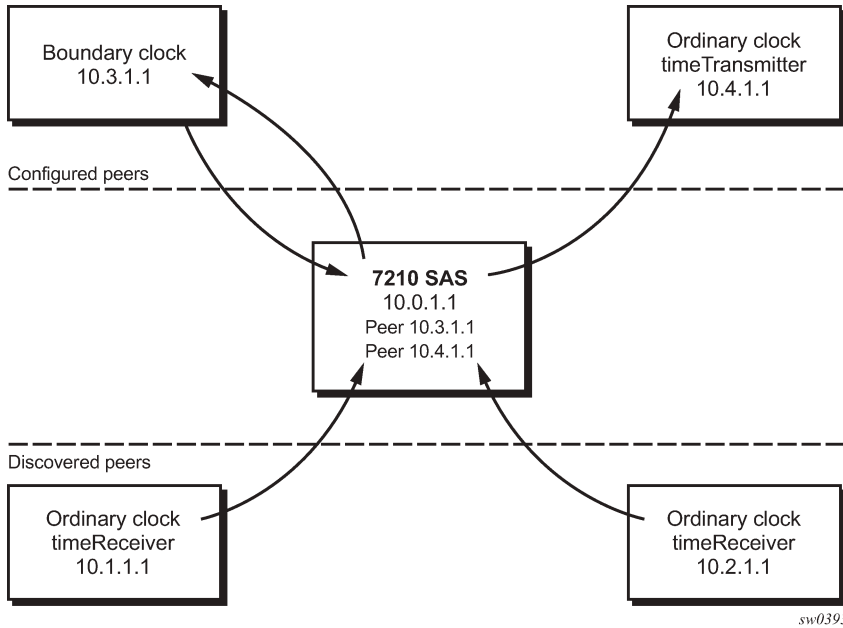 Boundary clock
10.3.1.1
Ordinary clock
timeTransmitter
10.4.1.1
Configured peers
7210 SAS
10.0.1.1
Peer 10.3.1.1
Peer 10.4.1.1
Discovered peers
Ordinary clock
timeReceiver
10.1.1.1
Ordinary clock
timeReceiver
10.2.1.1